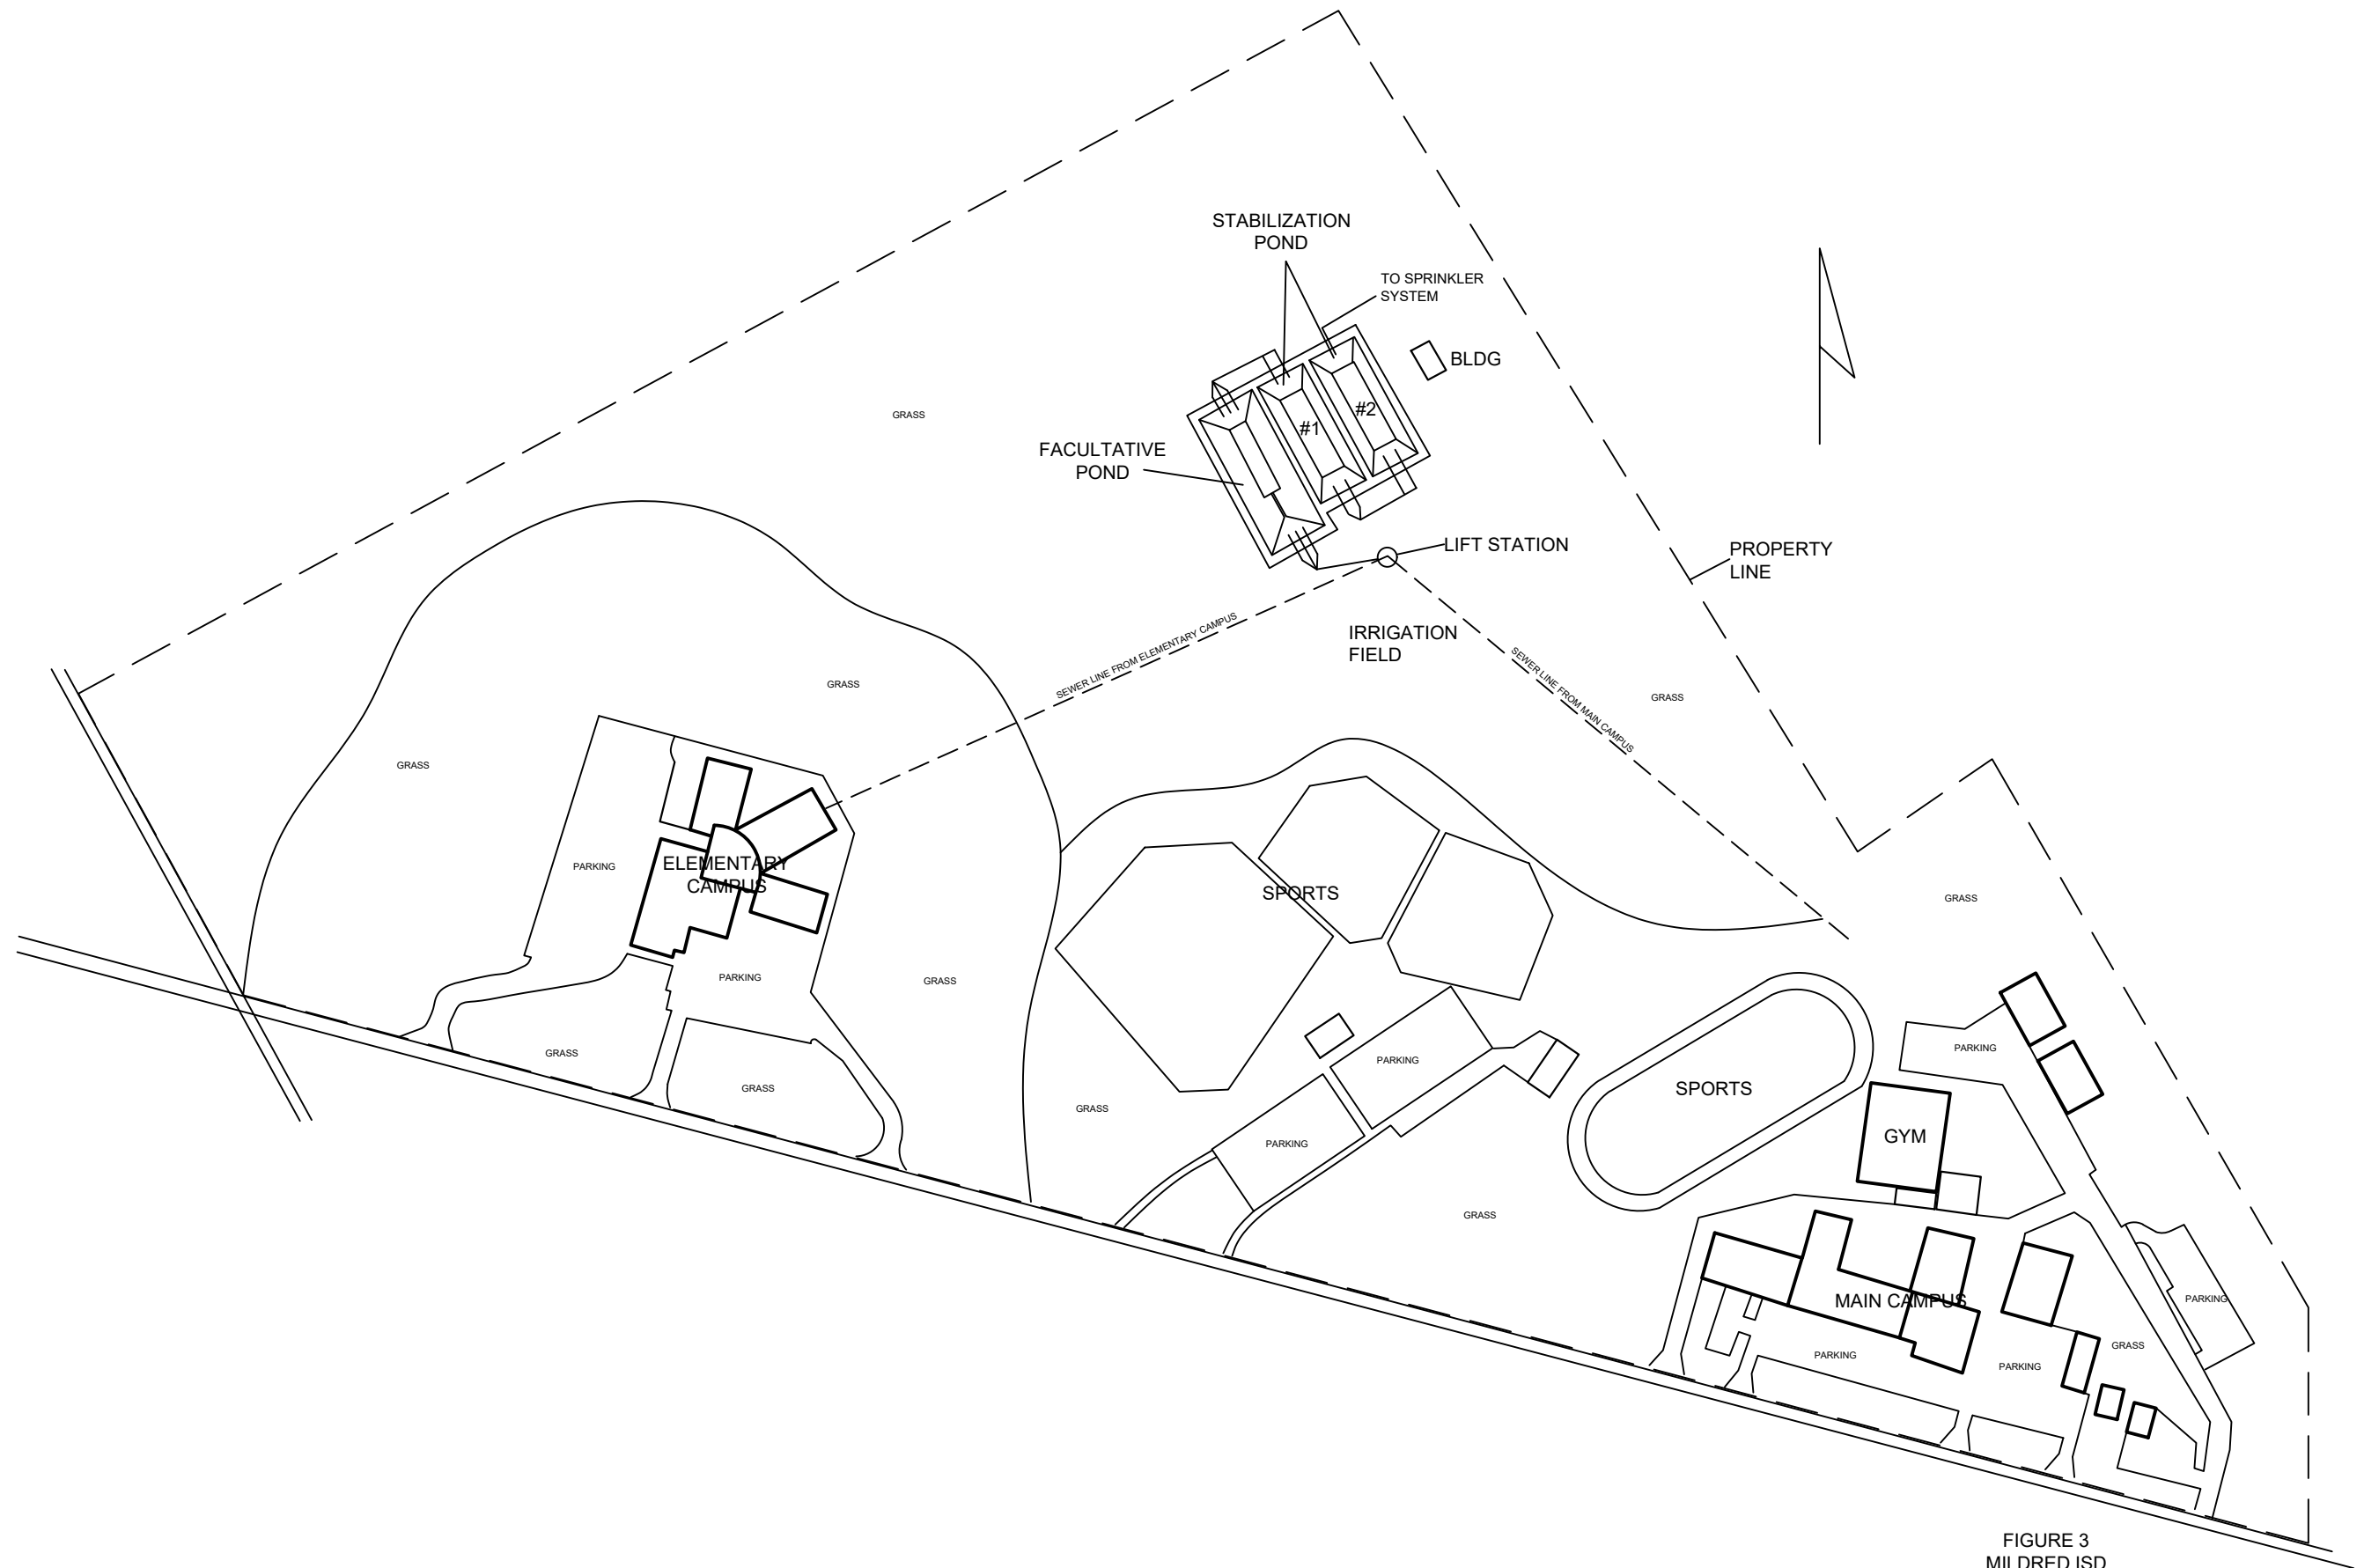 STABILIZATION
POND
TO SPRINKLER
SYSTEM
BLDG
#2
#1
GRASS
FACULTATIVE
POND
LIFT STATION
PROPERTY
LINE
SEWER LINE FROM ELEMENTARY CAMPUS
IRRIGATION
FIELD
SEWER LINE FROM MAIN CAMPUS
GRASS
GRASS
GRASS
PARKING
ELEMENTARY
CAMPUS
SPORTS
GRASS
PARKING
GRASS
GRASS
GRASS
GRASS
PARKING
PARKING
SPORTS
PARKING
GYM
PARKING
GRASS
MAIN CAMPUS
PARKING
PARKING
PARKING
GRASS
FIGURE 3
MILDRED ISD